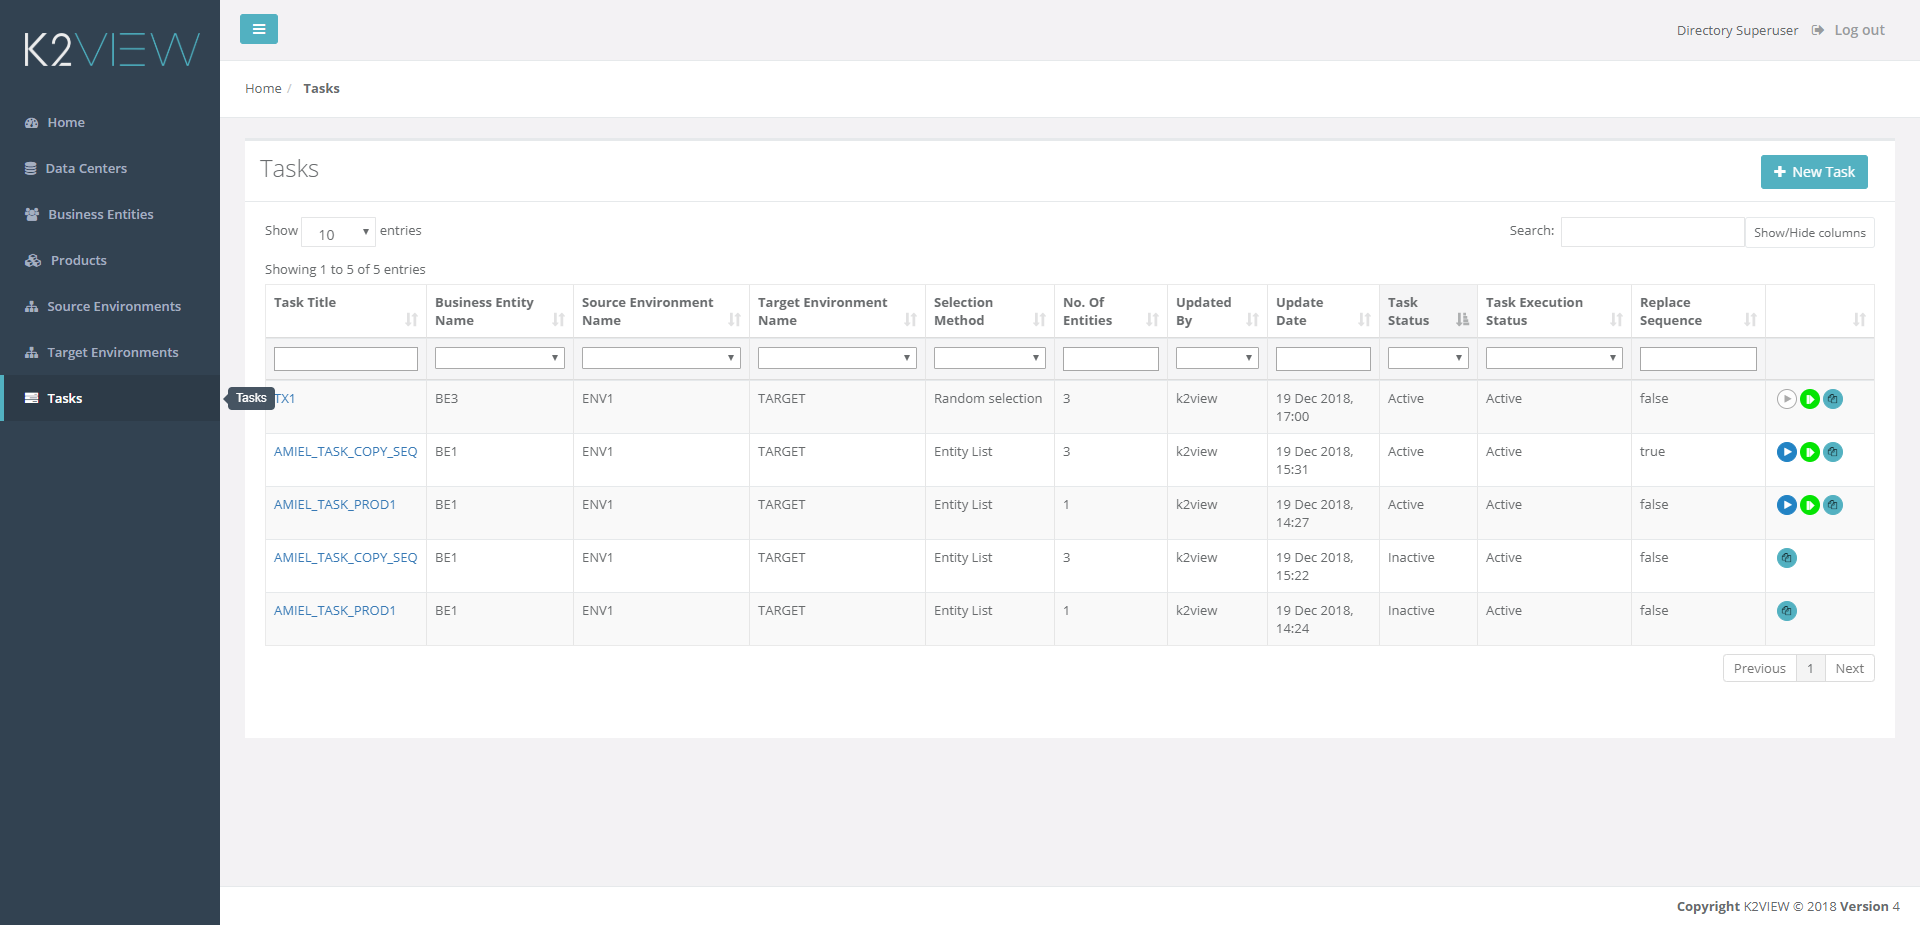 K2VIEW
Directory Superuser Log out
Home / Tasks
Home
Data Centers
Business Entities
Products
Source Environments
Target Environments
Tasks
Tasks
Tasks
New Task
Show 10 entries
Search: Show/Hide columns
Showing 1 to 5 of 5 entries
Task Title Business Entity Name Source Environment Name Target Environment Name Selection Method No. Of Entities Updated By Update Date Task Status Task Execution Status Replace Sequence
TX1 BE3 ENV1 TARGET Random selection 3 k2view 19 Dec 2018, 17:00 Active Active false
AMIEL_TASK_COPY_SEQ BE1 ENV1 TARGET Entity List 3 k2view 19 Dec 2018, 15:31 Active Active true
AMIEL_TASK_PROD1 BE1 ENV1 TARGET Entity List 1 k2view 19 Dec 2018, 14:27 Active Active false
AMIEL_TASK_COPY_SEQ BE1 ENV1 TARGET Entity List 3 k2view 19 Dec 2018, 15:22 Inactive Active false
AMIEL_TASK_PROD1 BE1 ENV1 TARGET Entity List 1 k2view 19 Dec 2018, 14:24 Inactive Active false
Previous 1 Next
Copyright K2VIEW © 2018 Version 4